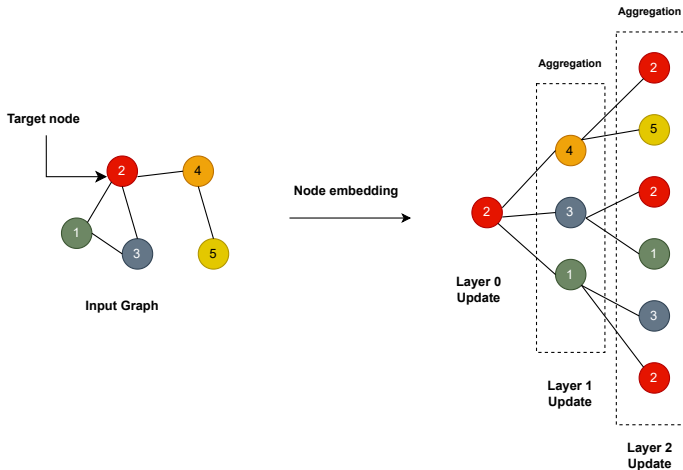 Target node
2
4
1
3
5
Input Graph
Node embedding
2
Layer 0
Update
Aggregation
4
3
1
Layer 1
Update
Aggregation
2
5
2
1
3
2
Layer 2
Update